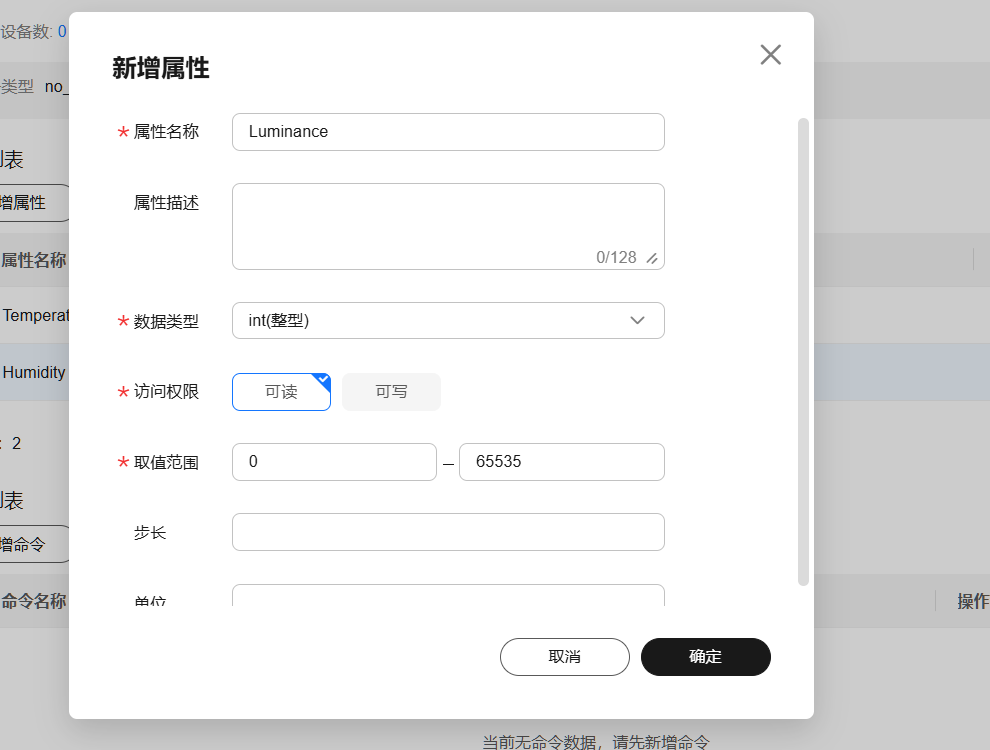 设备数: 0
新增属性
类型 no_
* 属性名称 Luminance
列表
增属性
属性描述
0/128
属性名称
Temperat
* 数据类型 int(整型)
Humidity
* 访问权限 可读 可写
: 2
* 取值范围 0 – 65535
列表
增命令
步长
命令名称
单位
操作
取消 确定
当前无命令数据，请先新增命令